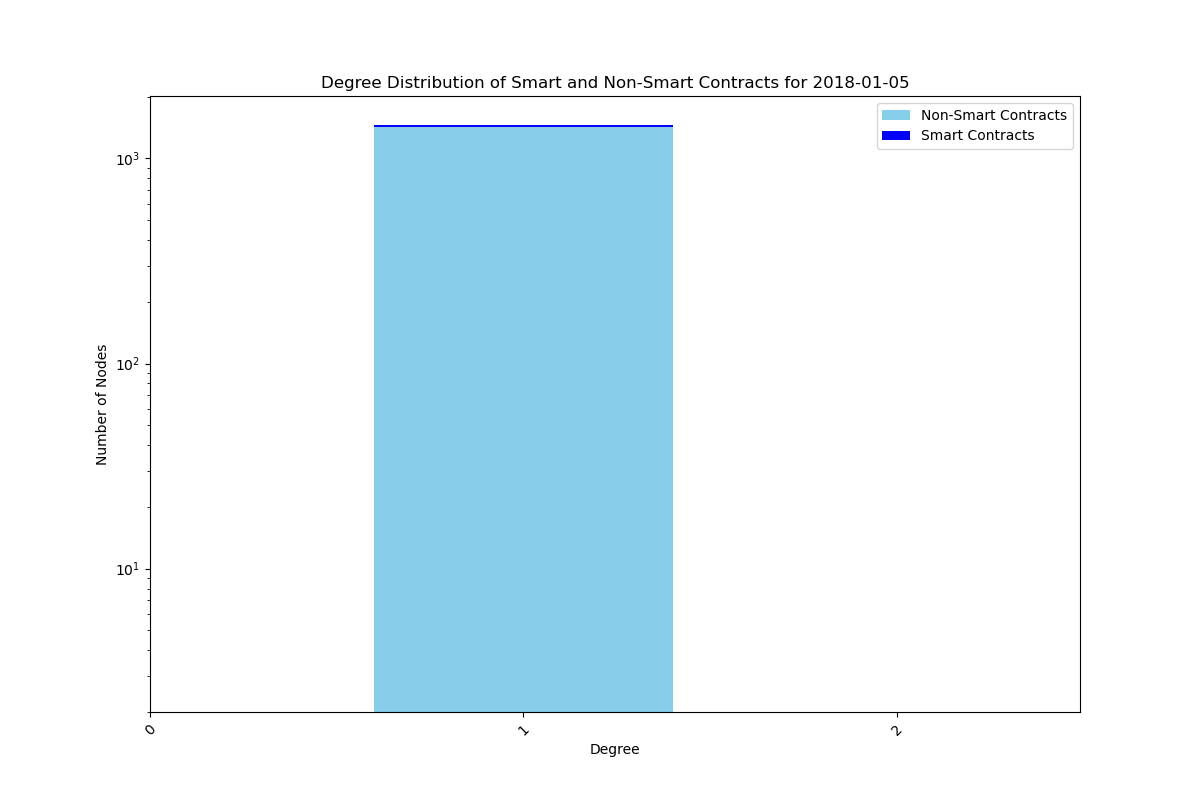 Degree Distribution of Smart and Non-Smart Contracts for 2018-01-05
Non-Smart Contracts
Smart Contracts
10³
10²
10¹
Number of Nodes
0 1 2
Degree